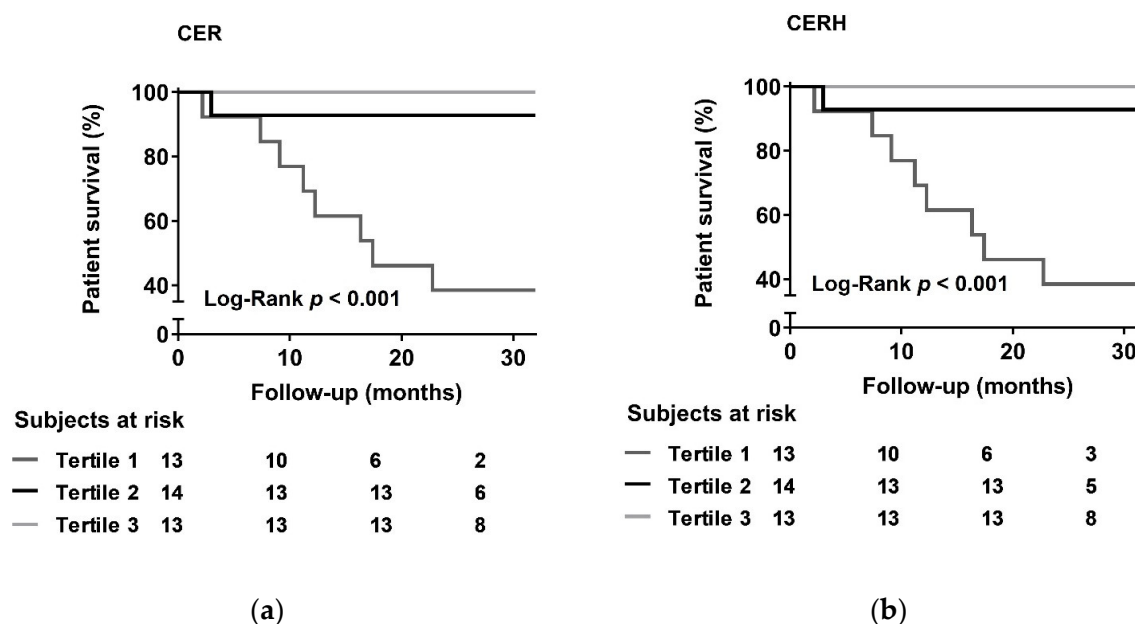 CER
Patient survival (%)
100
80
60
40
0
Log-Rank p < 0.001
0 10 20 30
Follow-up (months)
Subjects at risk
Tertile 1 13 10 6 2
Tertile 2 14 13 13 6
Tertile 3 13 13 13 8
(a)
CERH
Patient survival (%)
100
80
60
40
0
Log-Rank p < 0.001
0 10 20 30
Follow-up (months)
Subjects at risk
Tertile 1 13 10 6 3
Tertile 2 14 13 13 5
Tertile 3 13 13 13 8
(b)